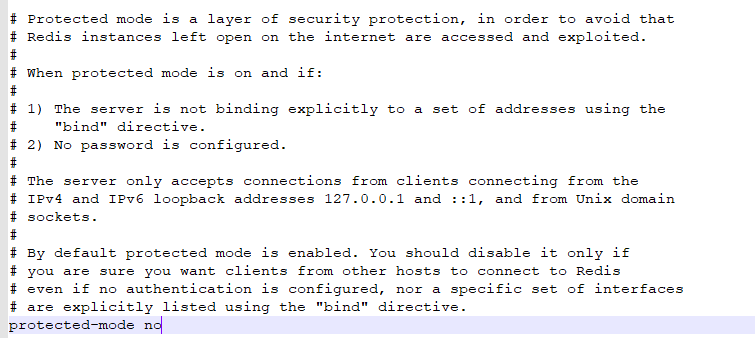 # Protected mode is a layer of security protection, in order to avoid that
# Redis instances left open on the internet are accessed and exploited.
#
# When protected mode is on and if:
#
# 1) The server is not binding explicitly to a set of addresses using the
#    "bind" directive.
# 2) No password is configured.
#
# The server only accepts connections from clients connecting from the
# IPv4 and IPv6 loopback addresses 127.0.0.1 and ::1, and from Unix domain
# sockets.
#
# By default protected mode is enabled. You should disable it only if
# you are sure you want clients from other hosts to connect to Redis
# even if no authentication is configured, nor a specific set of interfaces
# are explicitly listed using the "bind" directive.
protected-mode no